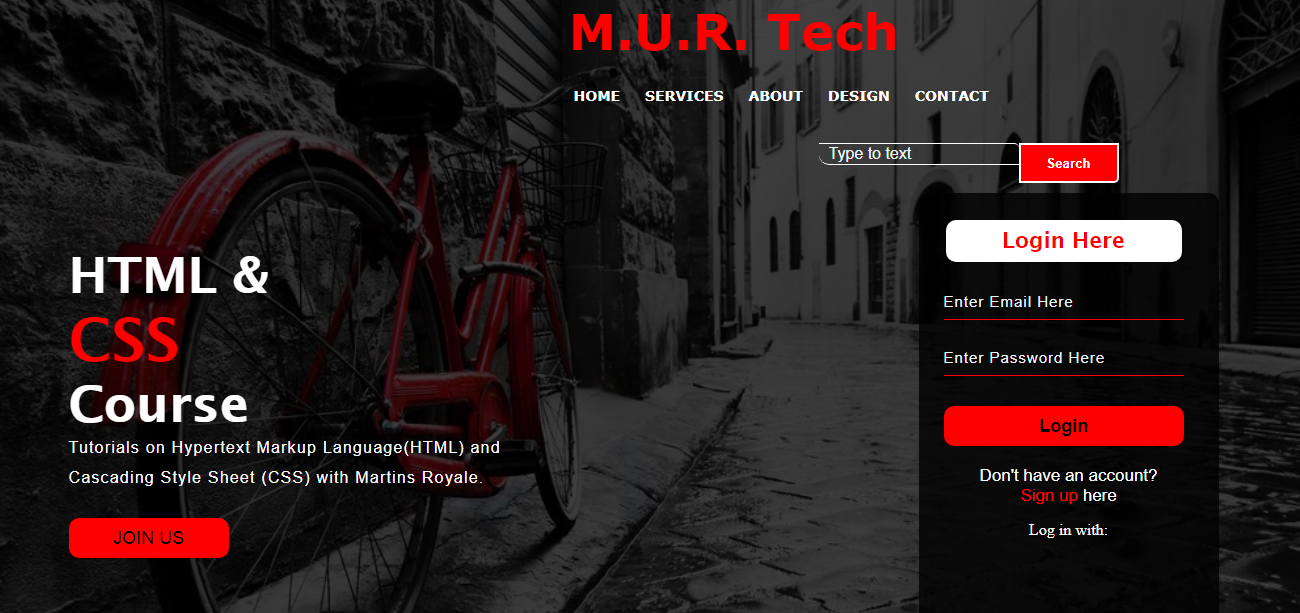 M.U.R. Tech
HOME SERVICES ABOUT DESIGN CONTACT
Type to text
Search
HTML &
CSS
Course
Tutorials on Hypertext Markup Language(HTML) and
Cascading Style Sheet (CSS) with Martins Royale.
JOIN US
Login Here
Enter Email Here
Enter Password Here
Login
Don't have an account?
Sign up here
Log in with: